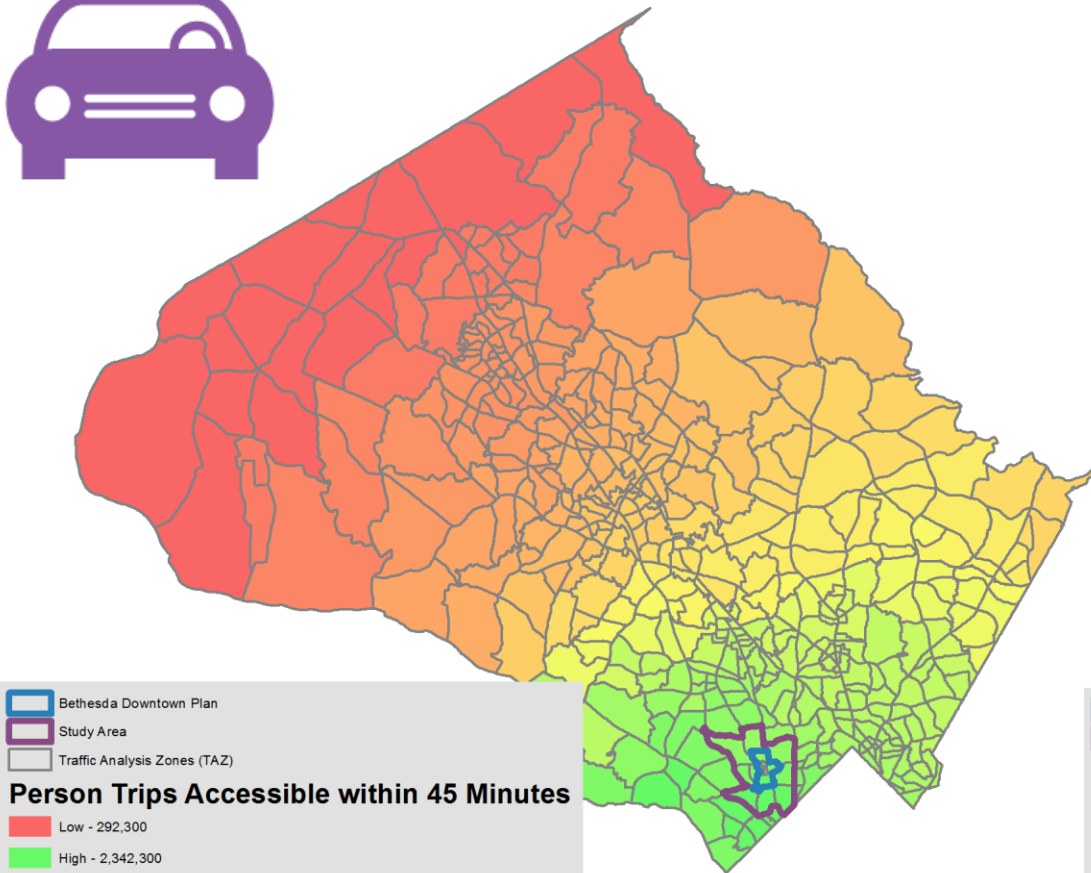 Bethesda Downtown Plan
Study Area
Traffic Analysis Zones (TAZ)
Person Trips Accessible within 45 Minutes
Low - 292,300
High - 2,342,300